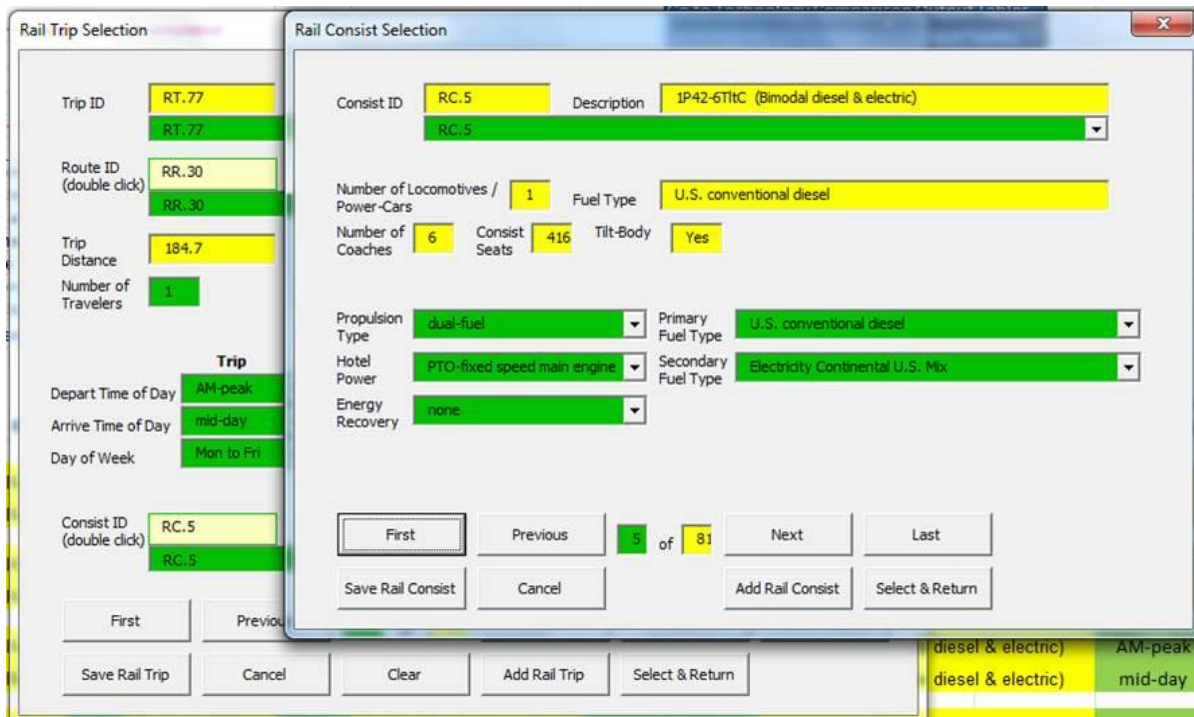 Go to Technology Comparison Output Tables
Rail Trip Selection
Rail Consist Selection
x
Trip ID
RT.77
RT.77
Route ID
(double click)
RR.30
RR.30
Trip
Distance
184.7
Number of
Travelers
1
Trip
Depart Time of Day
AM-peak
Arrive Time of Day
mid-day
Day of Week
Mon to Fri
Consist ID
(double click)
RC.5
RC.5
First
Previou
Save Rail Trip
Cancel
Clear
Add Rail Trip
Select & Return
Consist ID
RC.5
Description
1P42-6TltC (Bimodal diesel & electric)
RC.5
Number of Locomotives /
Power-Cars
1
Fuel Type
U.S. conventional diesel
Number of
Coaches
6
Consist
Seats
416
Tilt-Body
Yes
Propulsion
Type
dual-fuel
Primary
Fuel Type
U.S. conventional diesel
Hotel
Power
PTO-fixed speed main engine
Secondary
Fuel Type
Electricity Continental U.S. Mix
Energy
Recovery
none
First
Previous
5
of
81
Next
Last
Save Rail Consist
Cancel
Add Rail Consist
Select & Return
diesel & electric)
AM-peak
diesel & electric)
mid-day